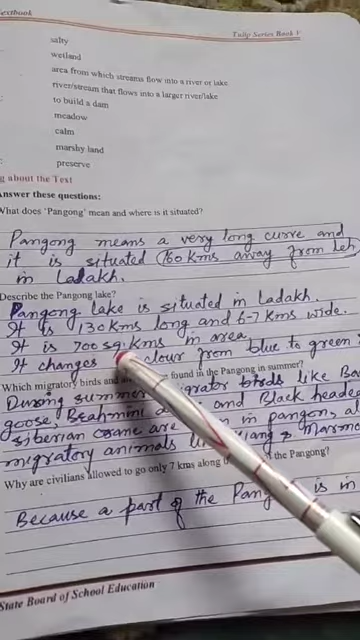 Textbook
Tulip Series Book V
salty
wetland
area from which streams flow into a river or lake
river/stream that flows into a larger river/lake
to build a dam
meadow
calm
marshy land
preserve
g about the Text
Answer these questions:
What does 'Pangong' mean and where is it situated?
Pangong means a very long curve and
it is situated 160 kms away from Leh
in Ladakh.
Describe the Pangong lake?
Pangong lake is situated in Ladakh.
It is 130 kms long and 6-7 kms wide.
It is 700 sq. kms in area
It changes clour from blue to green
Which migratory birds and found in the Pangong in summer?
During summer birds like Ba
goose, Brahmini and Black heade
Siberian crane are in pangong, a
migratory animals & Marmo
Why are civilians allowed to go only 7 kms along the Pangong?
Because a part of the Pang is in
State Board of School Education